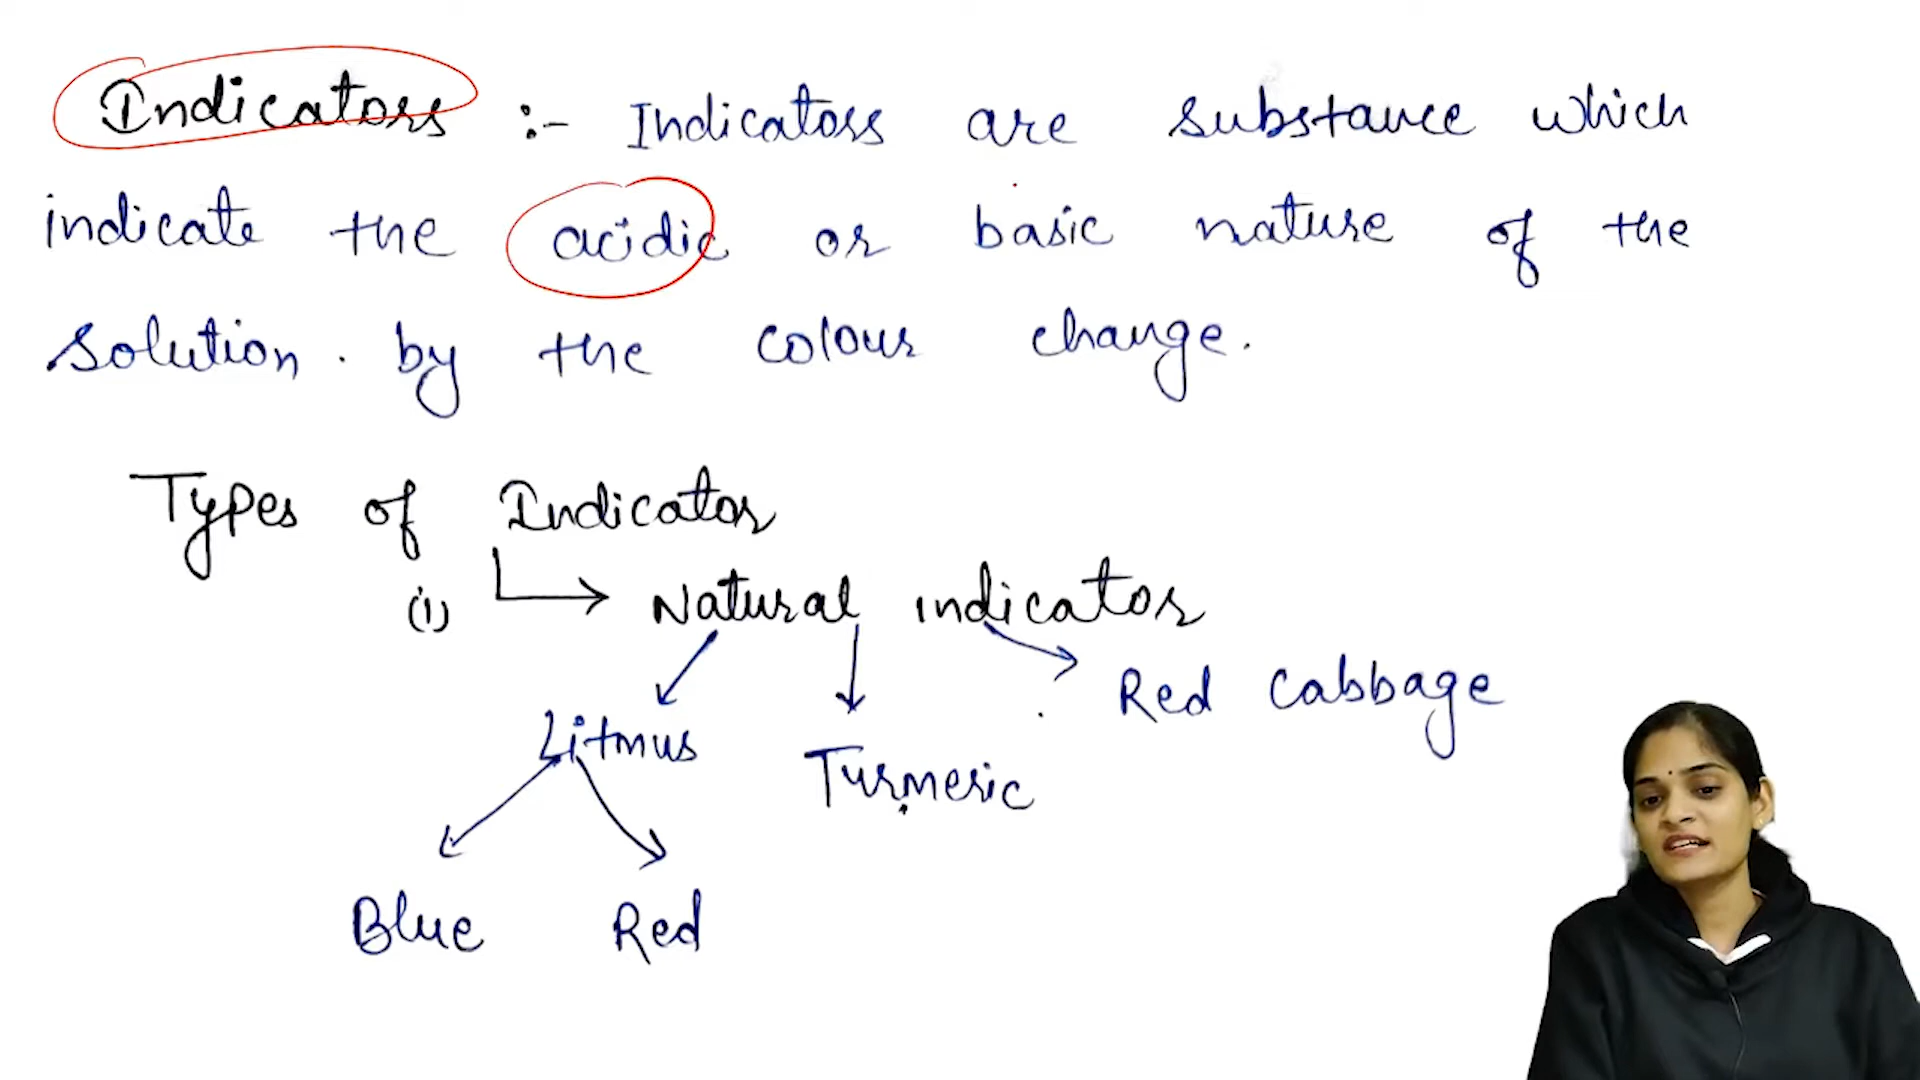 Indicators :- Indicators are substance which
indicate the acidic or basic nature of the
solution. by the colour change.
Types of Indicator
(1) Natural indicator
Red Cabbage
Litmus
Turmeric
Blue Red